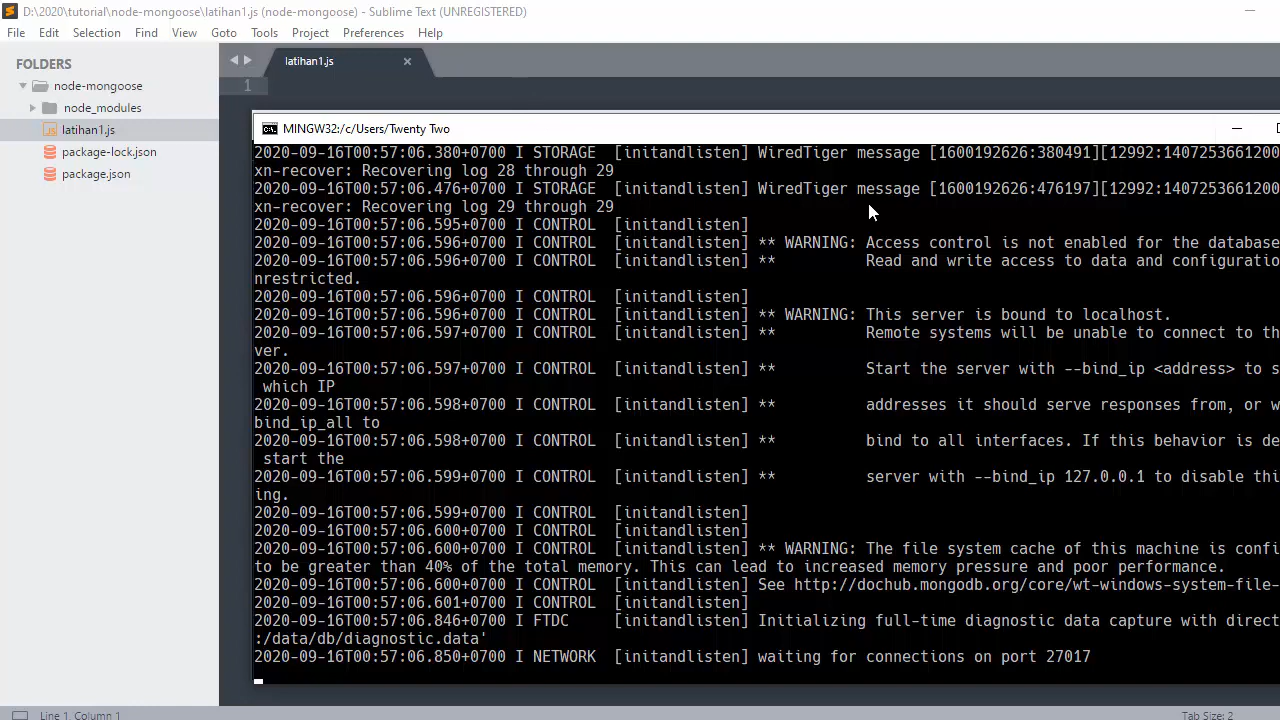 D:\2020\tutorial\node-mongoose\latihan1.js (node-mongoose) - Sublime Text (UNREGISTERED)
File Edit Selection Find View Goto Tools Project Preferences Help
FOLDERS
node-mongoose
node_modules
latihan1.js
package-lock.json
package.json
latihan1.js
1
MINGW32:/c/Users/Twenty Two
2020-09-16T00:57:06.380+0700 I STORAGE [initandlisten] WiredTiger message [1600192626:380491][12992:1407253661200
xn-recover: Recovering log 28 through 29
2020-09-16T00:57:06.476+0700 I STORAGE [initandlisten] WiredTiger message [1600192626:476197][12992:1407253661200
xn-recover: Recovering log 29 through 29
2020-09-16T00:57:06.595+0700 I CONTROL [initandlisten]
2020-09-16T00:57:06.596+0700 I CONTROL [initandlisten] ** WARNING: Access control is not enabled for the database
2020-09-16T00:57:06.596+0700 I CONTROL [initandlisten] ** Read and write access to data and configuratio
nrestricted.
2020-09-16T00:57:06.596+0700 I CONTROL [initandlisten]
2020-09-16T00:57:06.596+0700 I CONTROL [initandlisten] ** WARNING: This server is bound to localhost.
2020-09-16T00:57:06.597+0700 I CONTROL [initandlisten] ** Remote systems will be unable to connect to th
ver.
2020-09-16T00:57:06.597+0700 I CONTROL [initandlisten] ** Start the server with --bind_ip <address> to s
which IP
2020-09-16T00:57:06.598+0700 I CONTROL [initandlisten] ** addresses it should serve responses from, or w
bind_ip_all to
2020-09-16T00:57:06.598+0700 I CONTROL [initandlisten] ** bind to all interfaces. If this behavior is de
start the
2020-09-16T00:57:06.599+0700 I CONTROL [initandlisten] ** server with --bind_ip 127.0.0.1 to disable thi
ing.
2020-09-16T00:57:06.599+0700 I CONTROL [initandlisten]
2020-09-16T00:57:06.600+0700 I CONTROL [initandlisten]
2020-09-16T00:57:06.600+0700 I CONTROL [initandlisten] ** WARNING: The file system cache of this machine is confi
to be greater than 40% of the total memory. This can lead to increased memory pressure and poor performance.
2020-09-16T00:57:06.600+0700 I CONTROL [initandlisten] See http://dochub.mongodb.org/core/wt-windows-system-file-
2020-09-16T00:57:06.601+0700 I CONTROL [initandlisten]
2020-09-16T00:57:06.846+0700 I FTDC [initandlisten] Initializing full-time diagnostic data capture with direct
:/data/db/diagnostic.data'
2020-09-16T00:57:06.850+0700 I NETWORK [initandlisten] waiting for connections on port 27017
Line 1, Column 1
Tab Size: 2